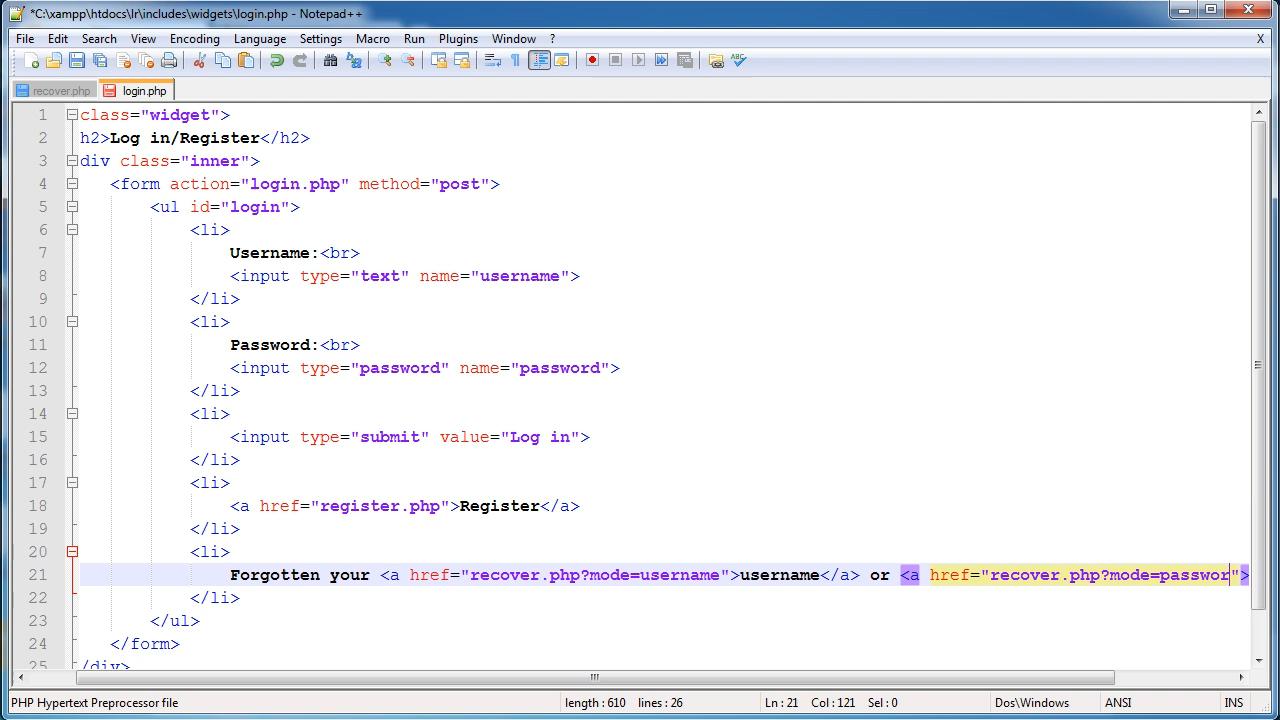 *C:\xampp\htdocs\lr\includes\widgets\login.php - Notepad++
File Edit Search View Encoding Language Settings Macro Run Plugins Window ? X
recover.php login.php
1 class="widget">
2 h2>Log in/Register</h2>
3 div class="inner">
4 <form action="login.php" method="post">
5 <ul id="login">
6 <li>
7 Username:<br>
8 <input type="text" name="username">
9 </li>
10 <li>
11 Password:<br>
12 <input type="password" name="password">
13 </li>
14 <li>
15 <input type="submit" value="Log in">
16 </li>
17 <li>
18 <a href="register.php">Register</a>
19 </li>
20 <li>
21 Forgotten your <a href="recover.php?mode=username">username</a> or <a href="recover.php?mode=passwor">
22 </li>
23 </ul>
24 </form>
25 /div>
PHP Hypertext Preprocessor file length : 610 lines : 26 Ln : 21 Col : 121 Sel : 0 Dos\Windows ANSI INS